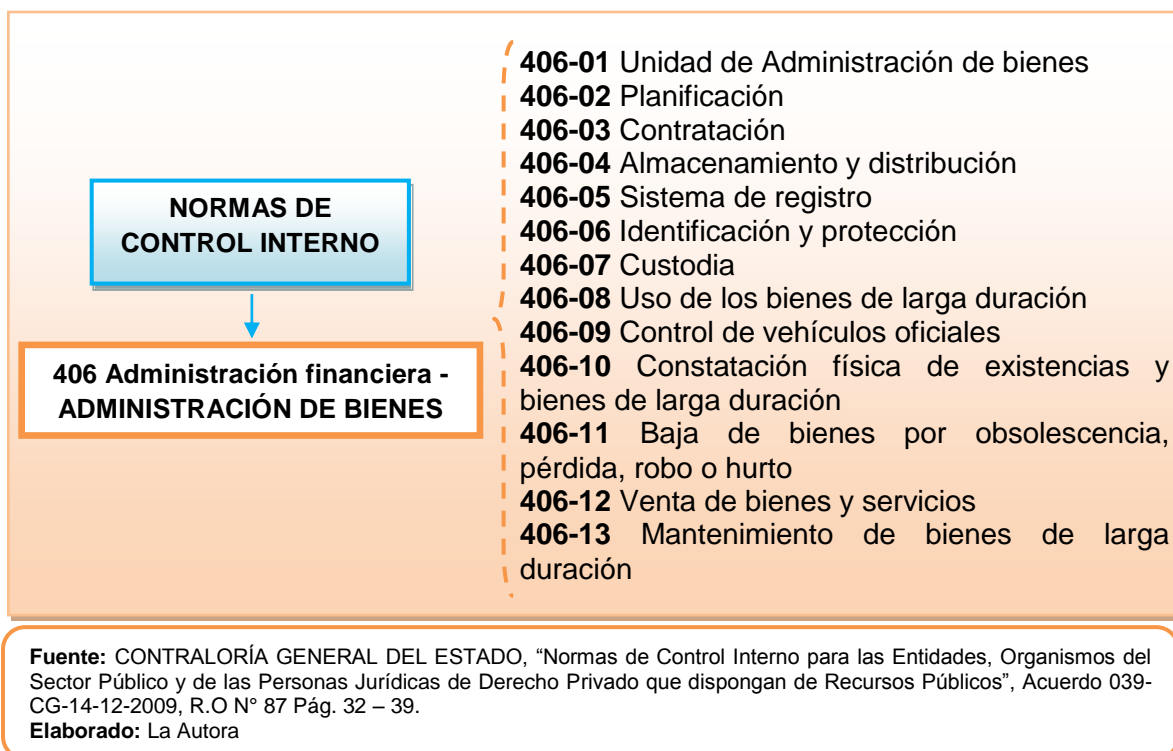 NORMAS DE
CONTROL INTERNO
406 Administración financiera -
ADMINISTRACIÓN DE BIENES
406-01 Unidad de Administración de bienes
406-02 Planificación
406-03 Contratación
406-04 Almacenamiento y distribución
406-05 Sistema de registro
406-06 Identificación y protección
406-07 Custodia
406-08 Uso de los bienes de larga duración
406-09 Control de vehículos oficiales
406-10 Constatación física de existencias y
bienes de larga duración
406-11 Baja de bienes por obsolescencia,
pérdida, robo o hurto
406-12 Venta de bienes y servicios
406-13 Mantenimiento de bienes de larga
duración
Fuente: CONTRALORÍA GENERAL DEL ESTADO, “Normas de Control Interno para las Entidades, Organismos del
Sector Público y de las Personas Jurídicas de Derecho Privado que dispongan de Recursos Públicos”, Acuerdo 039-
CG-14-12-2009, R.O N° 87 Pág. 32 – 39.
Elaborado: La Autora